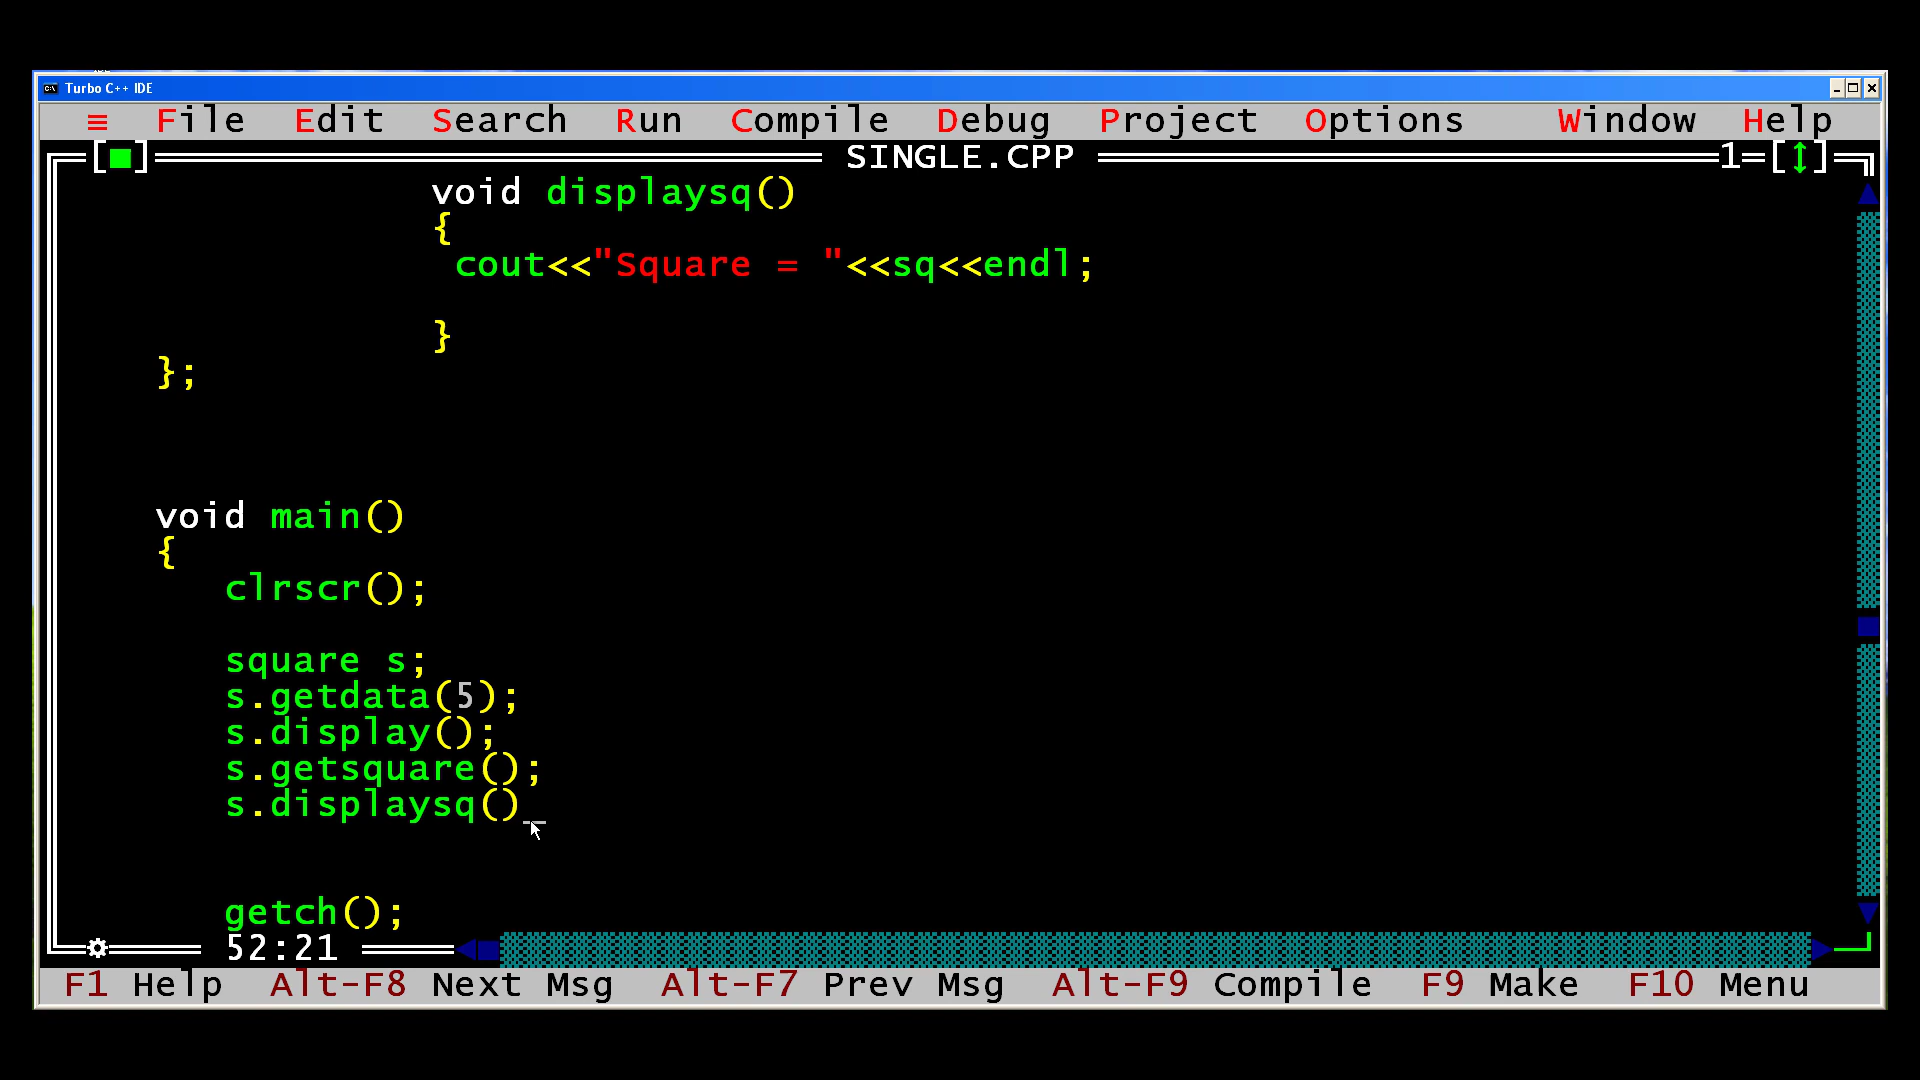 Turbo C++ IDE
≡ File Edit Search Run Compile Debug Project Options Window Help
SINGLE.CPP 1
void displaysq()
{
cout<<"Square = "<<sq<<endl;
}
};
void main()
{
clrscr();
square s;
s.getdata(5);
s.display();
s.getsquare();
s.displaysq()_
getch();
52:21
F1 Help Alt-F8 Next Msg Alt-F7 Prev Msg Alt-F9 Compile F9 Make F10 Menu